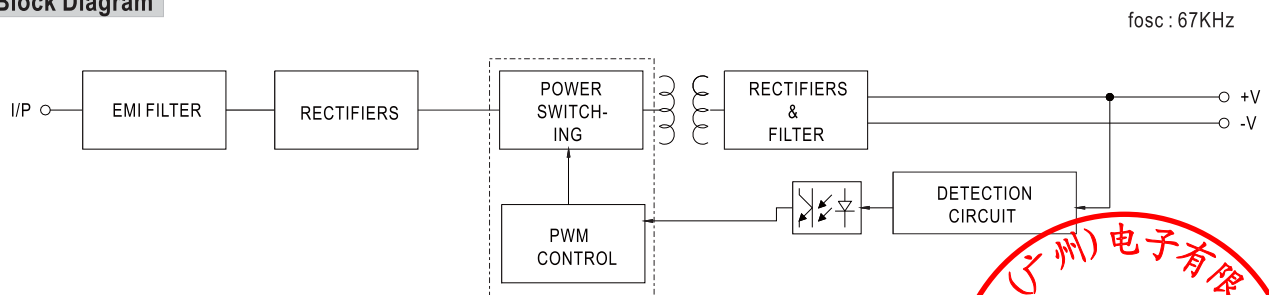 Block Diagram
fosc : 67KHz
I/P
EMI FILTER
RECTIFIERS
POWER
SWITCH-
ING
RECTIFIERS
&
FILTER
+V
-V
PWM
CONTROL
DETECTION
CIRCUIT
(广州)电子有限